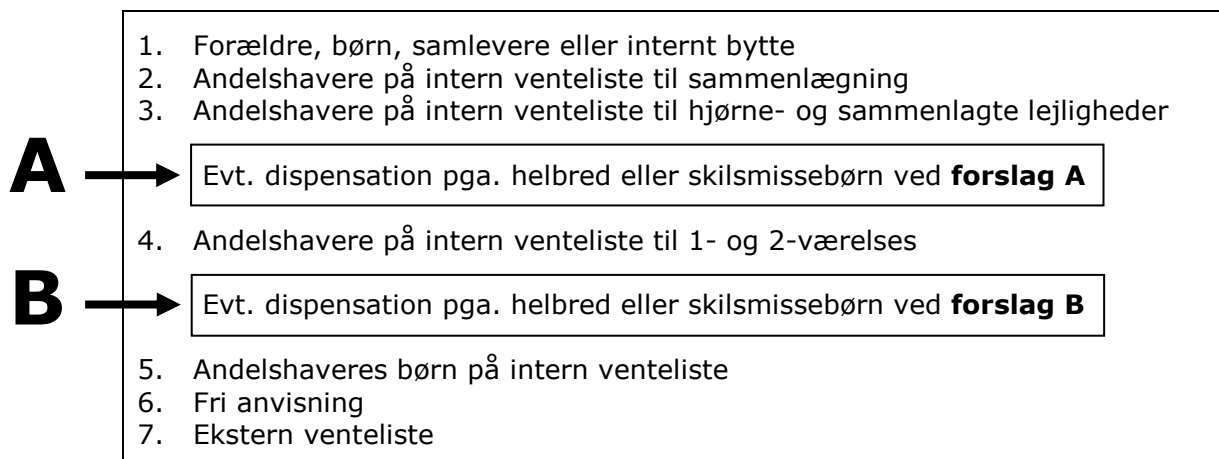 1. Forældre, børn, samlevere eller internt bytte
2. Andelshavere på intern venteliste til sammenlægning
3. Andelshavere på intern venteliste til hjørne- og sammenlagte lejligheder
A
Evt. dispensation pga. helbred eller skilsmissebørn ved forslag A
4. Andelshavere på intern venteliste til 1- og 2-værelses
B
Evt. dispensation pga. helbred eller skilsmissebørn ved forslag B
5. Andelshaveres børn på intern venteliste
6. Fri anvisning
7. Ekstern venteliste